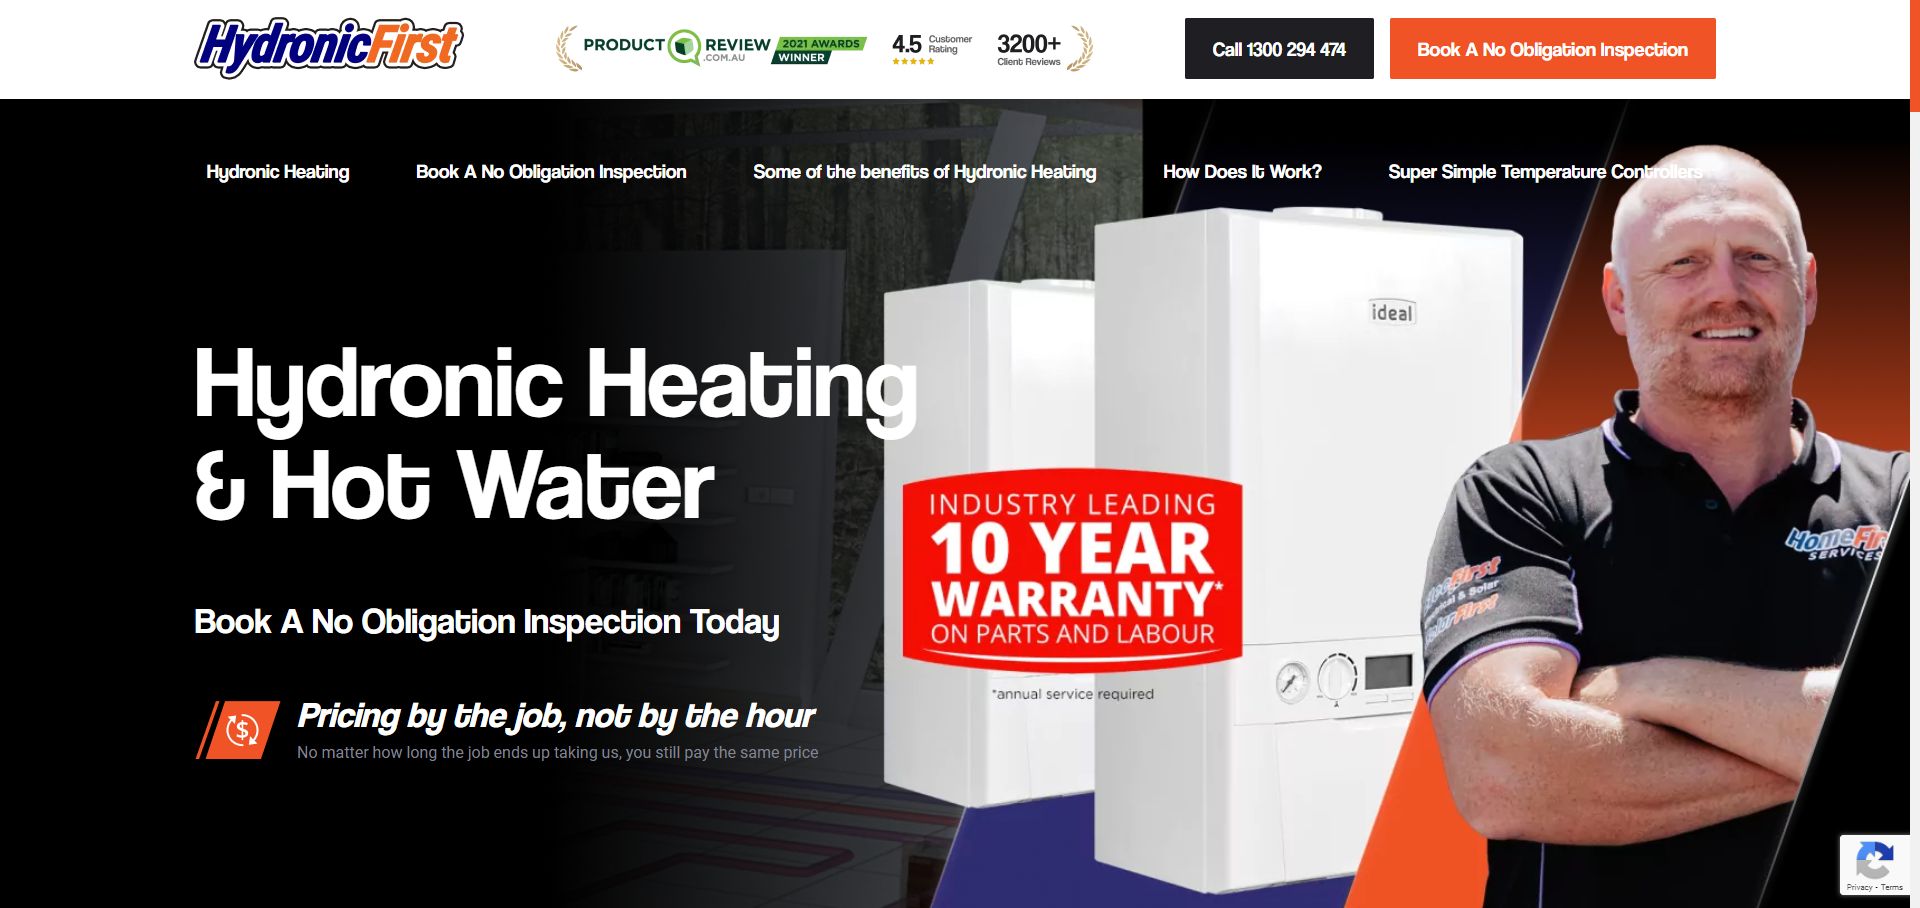 HydronicFirst
PRODUCT REVIEW
.COM.AU
2021 AWARDS
WINNER
4.5 Customer Rating
3200+
Client Reviews
Call 1300 294 474
Book A No Obligation Inspection
Hydronic Heating
Book A No Obligation Inspection
Some of the benefits of Hydronic Heating
How Does It Work?
Super Simple Temperature Controllers
ideal
Hydronic Heating
& Hot Water
INDUSTRY LEADING
10 YEAR
WARRANTY*
ON PARTS AND LABOUR
*annual service required
Book A No Obligation Inspection Today
Pricing by the job, not by the hour
No matter how long the job ends up taking us, you still pay the same price
HomeFir
SERVICES
First
& Solar
First
Privacy - Terms